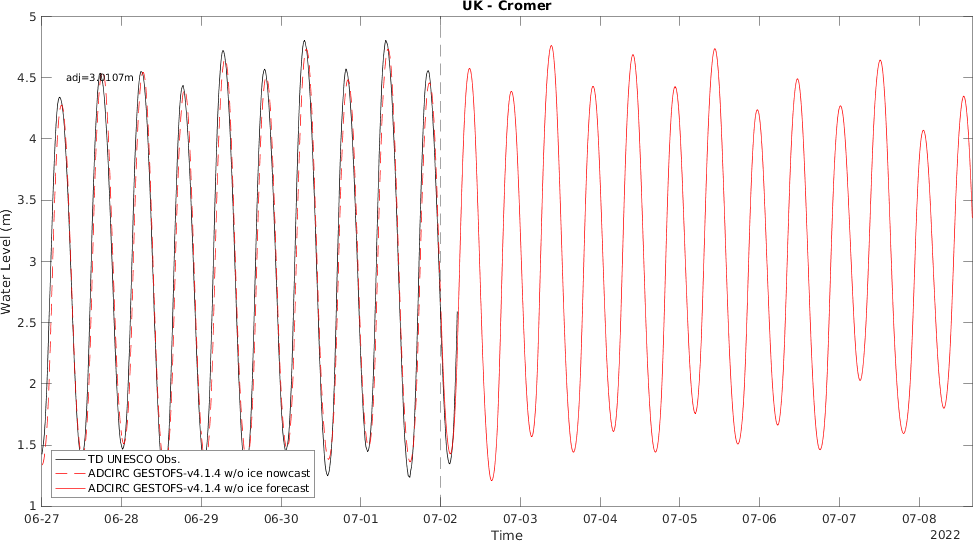 UK - Cromer
5
adj=3.0107m
4.5
4
3.5
3
2.5
2
1.5
1
Water Level (m)
TD UNESCO Obs.
ADCIRC GESTOFS-v4.1.4 w/o ice nowcast
ADCIRC GESTOFS-v4.1.4 w/o ice forecast
06-27 06-28 06-29 06-30 07-01 07-02 07-03 07-04 07-05 07-06 07-07 07-08
Time
2022